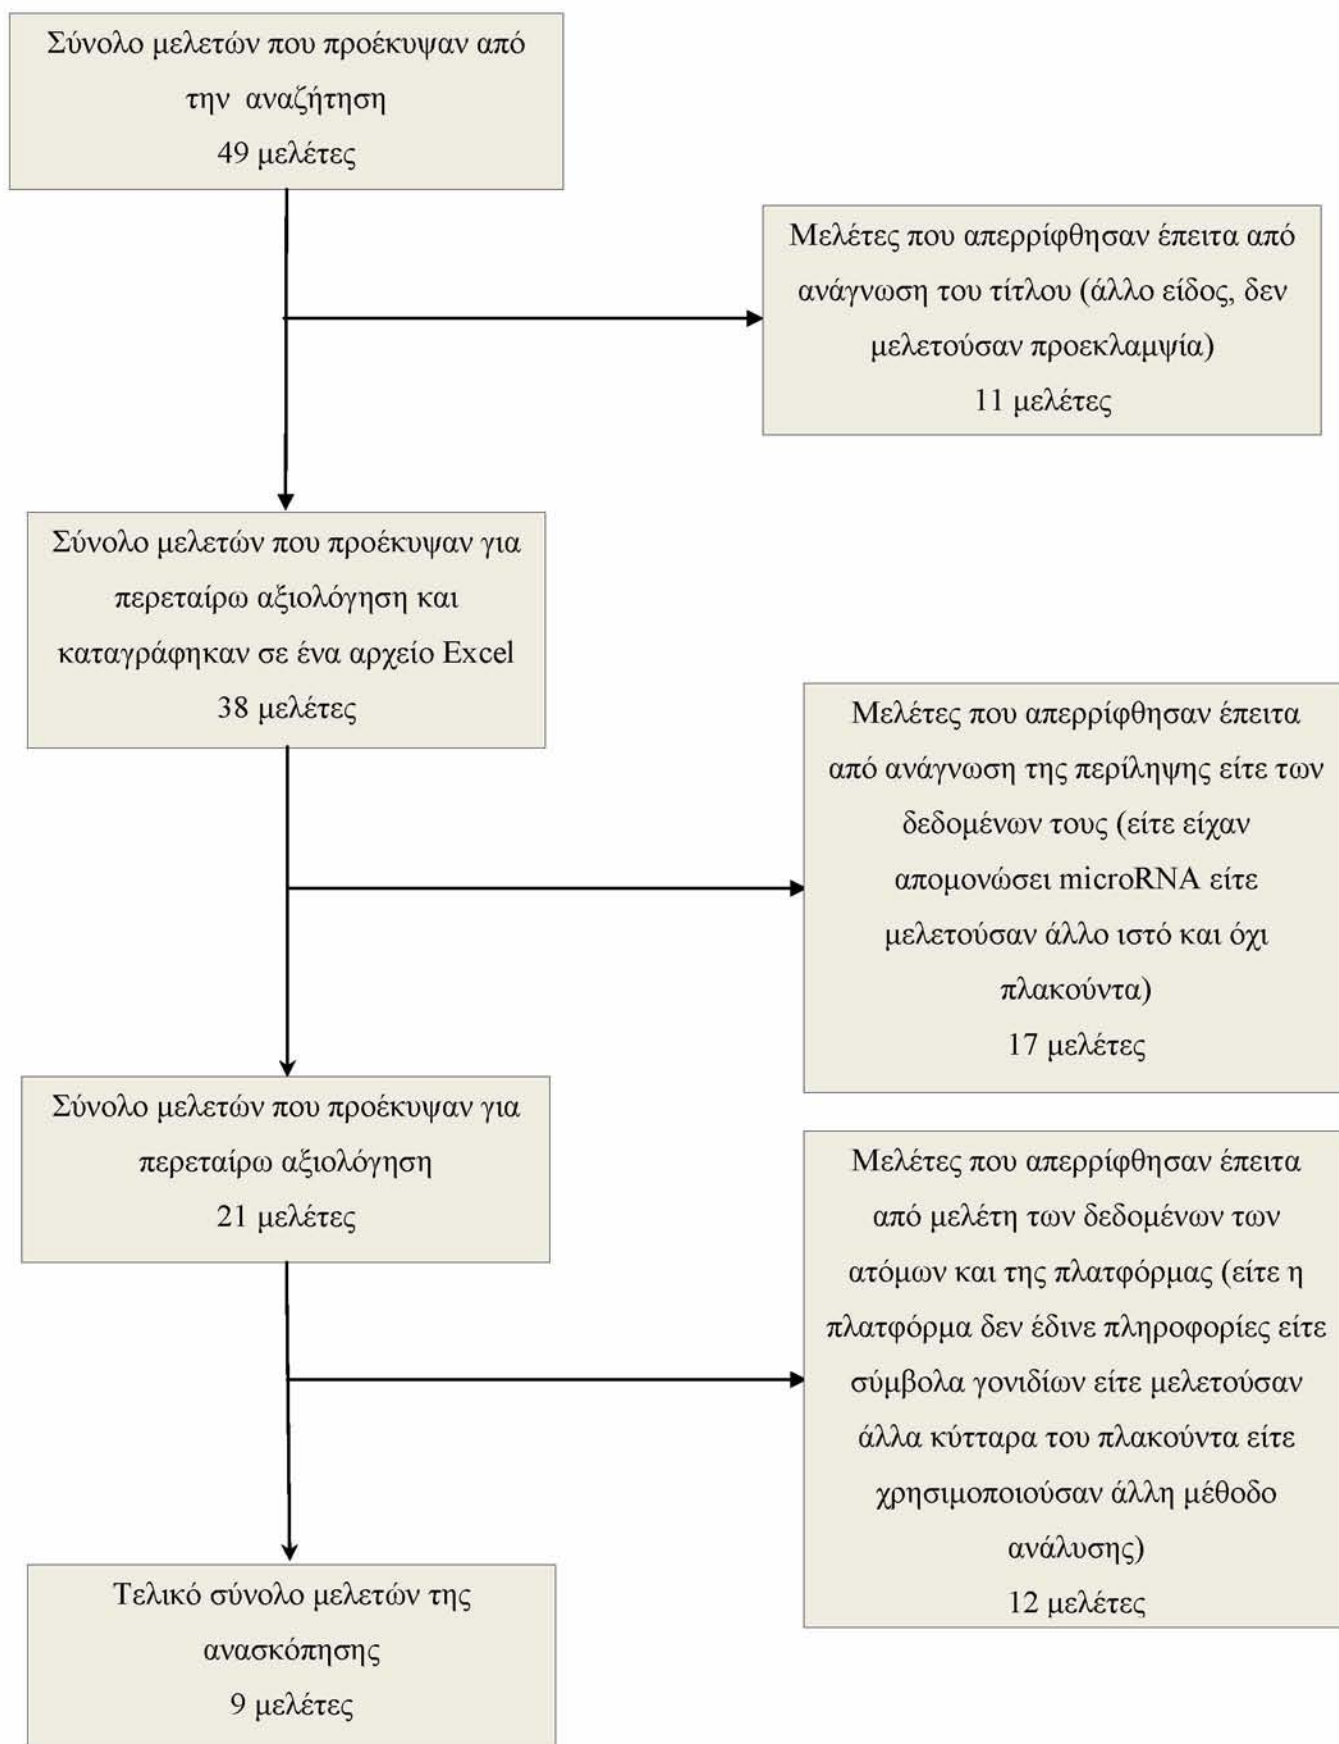 Σύνολο μελετών που προέκυψαν από
την αναζήτηση
49 μελέτες
Μελέτες που απερρίφθησαν έπειτα από
ανάγνωση του τίτλου (άλλο είδος, δεν
μελετούσαν προεκλαμψία)
11 μελέτες
Σύνολο μελετών που προέκυψαν για
περεταίρω αξιολόγηση και
καταγράφηκαν σε ένα αρχείο Excel
38 μελέτες
Μελέτες που απερρίφθησαν έπειτα
από ανάγνωση της περίληψης είτε των
δεδομένων τους (είτε είχαν
απομονώσει microRNA είτε
μελετούσαν άλλο ιστό και όχι
πλακούντα)
17 μελέτες
Σύνολο μελετών που προέκυψαν για
περεταίρω αξιολόγηση
21 μελέτες
Μελέτες που απερρίφθησαν έπειτα
από μελέτη των δεδομένων των
ατόμων και της πλατφόρμας (είτε η
πλατφόρμα δεν έδινε πληροφορίες είτε
σύμβολα γονιδίων είτε μελετούσαν
άλλα κύτταρα του πλακούντα είτε
χρησιμοποιούσαν άλλη μέθοδο
ανάλυσης)
12 μελέτες
Τελικό σύνολο μελετών της
ανασκόπησης
9 μελέτες